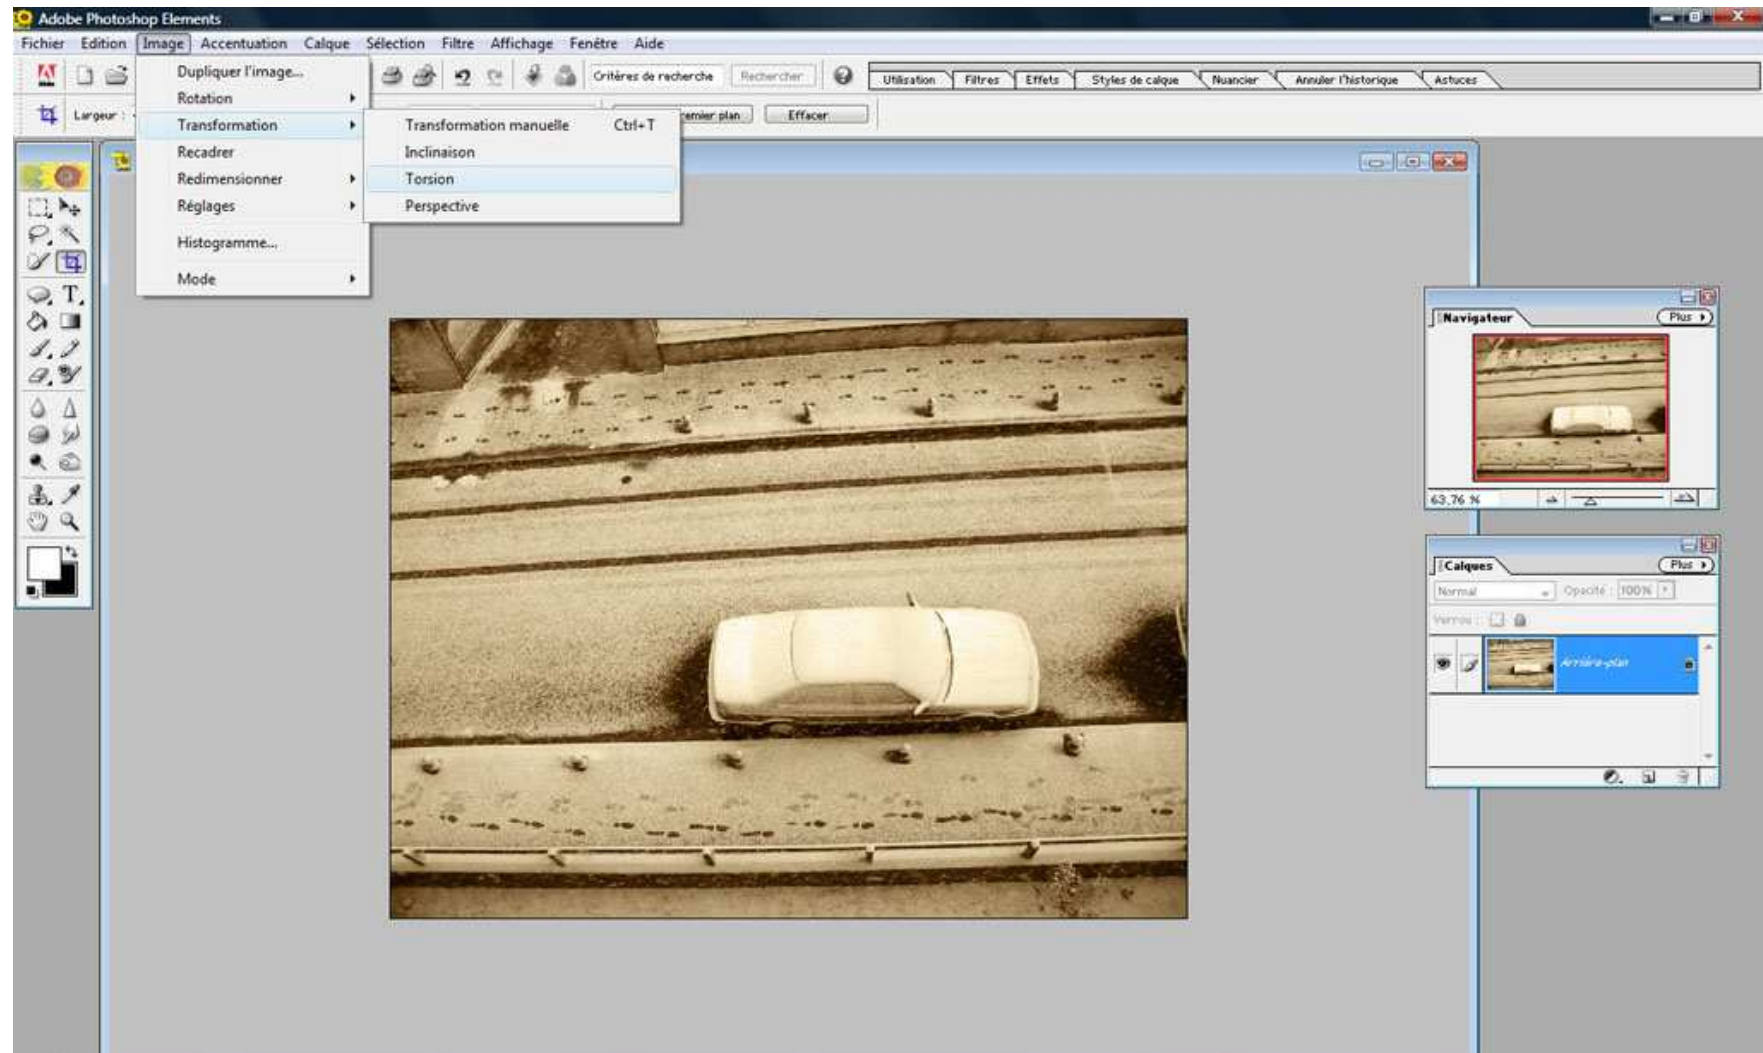 Adobe Photoshop Elements
Fichier Edition Image Accentuation Calque Sélection Filtre Affichage Fenêtre Aide
Critères de recherche Rechercher
Utilisation Filtres Effets Styles de calque Nuancier Annuler l'historique Astuces
Largeur : emier plan Effacer
Dupliquer l'image...
Rotation
Transformation
Recadrer
Redimensionner
Réglages
Histogramme...
Mode
Transformation manuelle Ctrl+T
Inclinaison
Torsion
Perspective
Navigateur Plus
63,76 %
Calques Plus
Normal Opacité : 100%
Verrou :
Arrière-plan